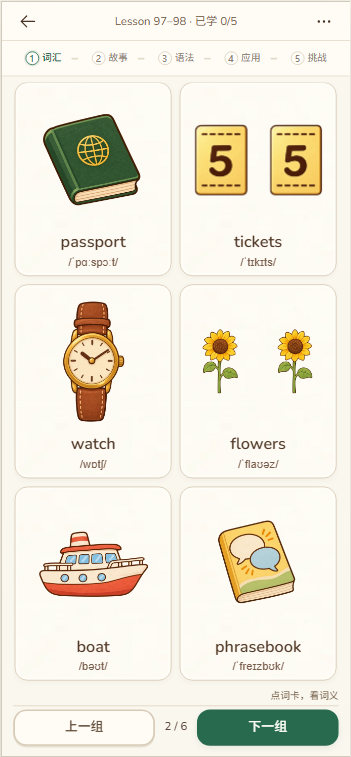 Lesson 97–98 · 已学 0/5
1 词汇 – 2 故事 – 3 语法 – 4 应用 – 5 挑战
5 5
passport tickets
/ˈpɑːspɔːt/ /ˈtɪkɪts/
watch flowers
/wɒtʃ/ /ˈflaʊəz/
boat phrasebook
/bəʊt/ /ˈfreɪzbʊk/
点词卡，看词义
上一组 2 / 6 下一组